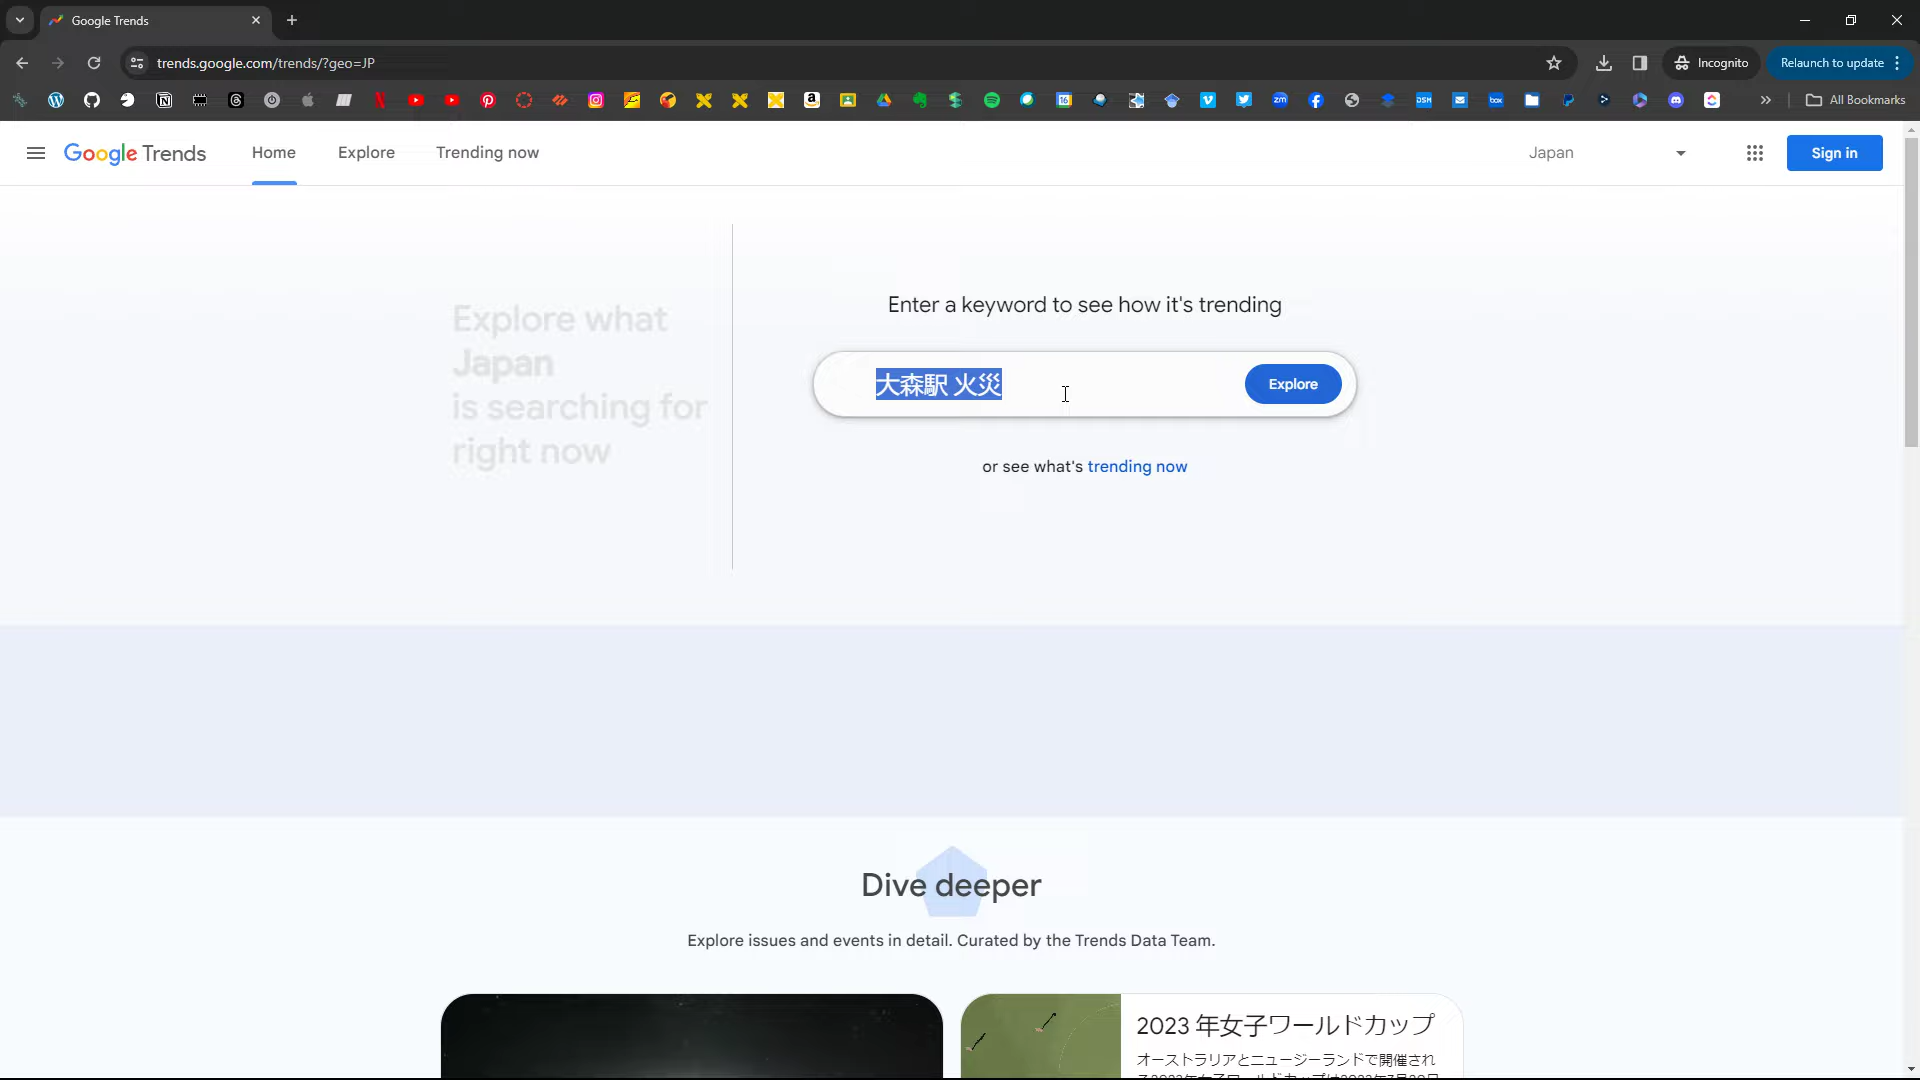 Google Trends
trends.google.com/trends/?geo=JP
Incognito
Relaunch to update
All Bookmarks
Google Trends
Home
Explore
Trending now
Japan
Sign in
Explore what
Japan
is searching for
right now
Enter a keyword to see how it's trending
大森駅 火災
Explore
or see what's trending now
Dive deeper
Explore issues and events in detail. Curated by the Trends Data Team.
2023 年女子ワールドカップ
オーストラリアとニュージーランドで開催され